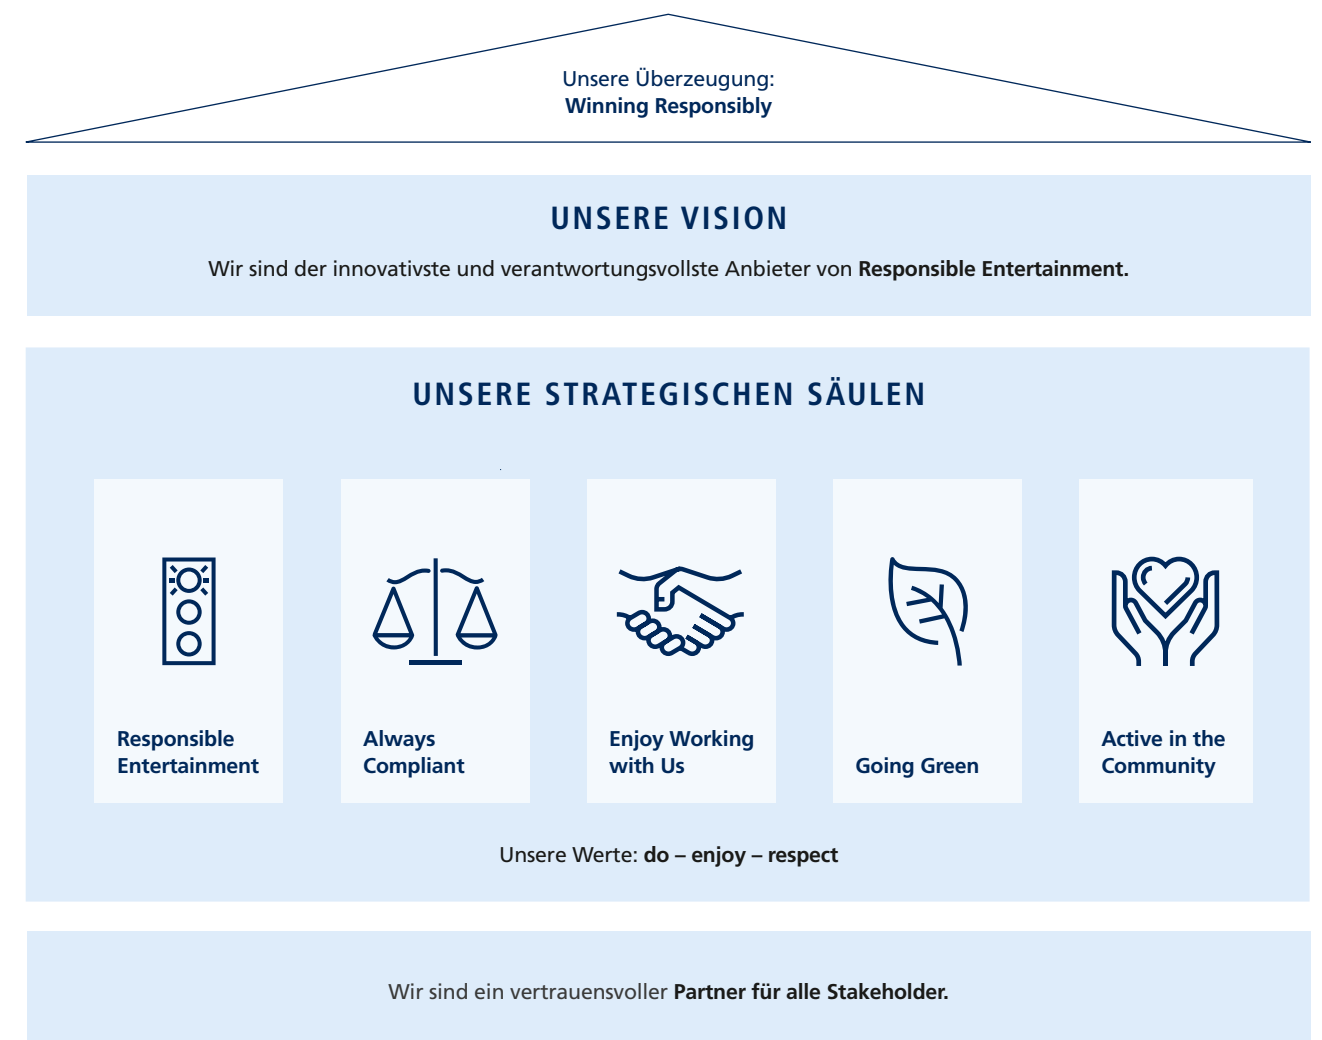 Unsere Überzeugung:
Winning Responsibly
UNSERE VISION
Wir sind der innovativste und verantwortungsvollste Anbieter von Responsible Entertainment.
UNSERE STRATEGISCHEN SÄULEN
Responsible
Entertainment
Always
Compliant
Enjoy Working
with Us
Going Green
Active in the
Community
Unsere Werte: do – enjoy – respect
Wir sind ein vertrauensvoller Partner für alle Stakeholder.